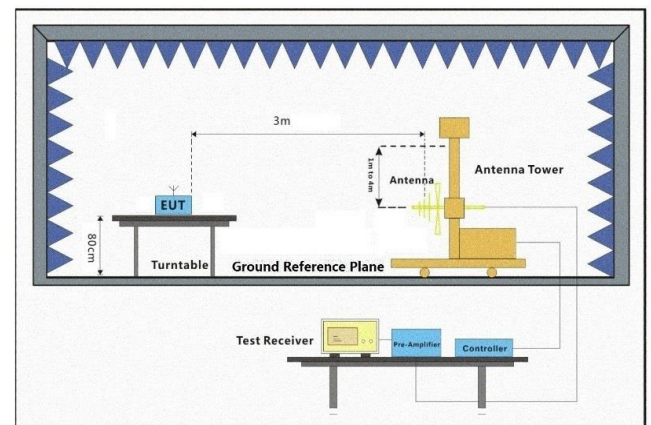 3m
1m to 4m
Antenna
Antenna Tower
EUT
80cm
Turntable
Ground Reference Plane
Test Receiver
Pre-Amplifier
Controller